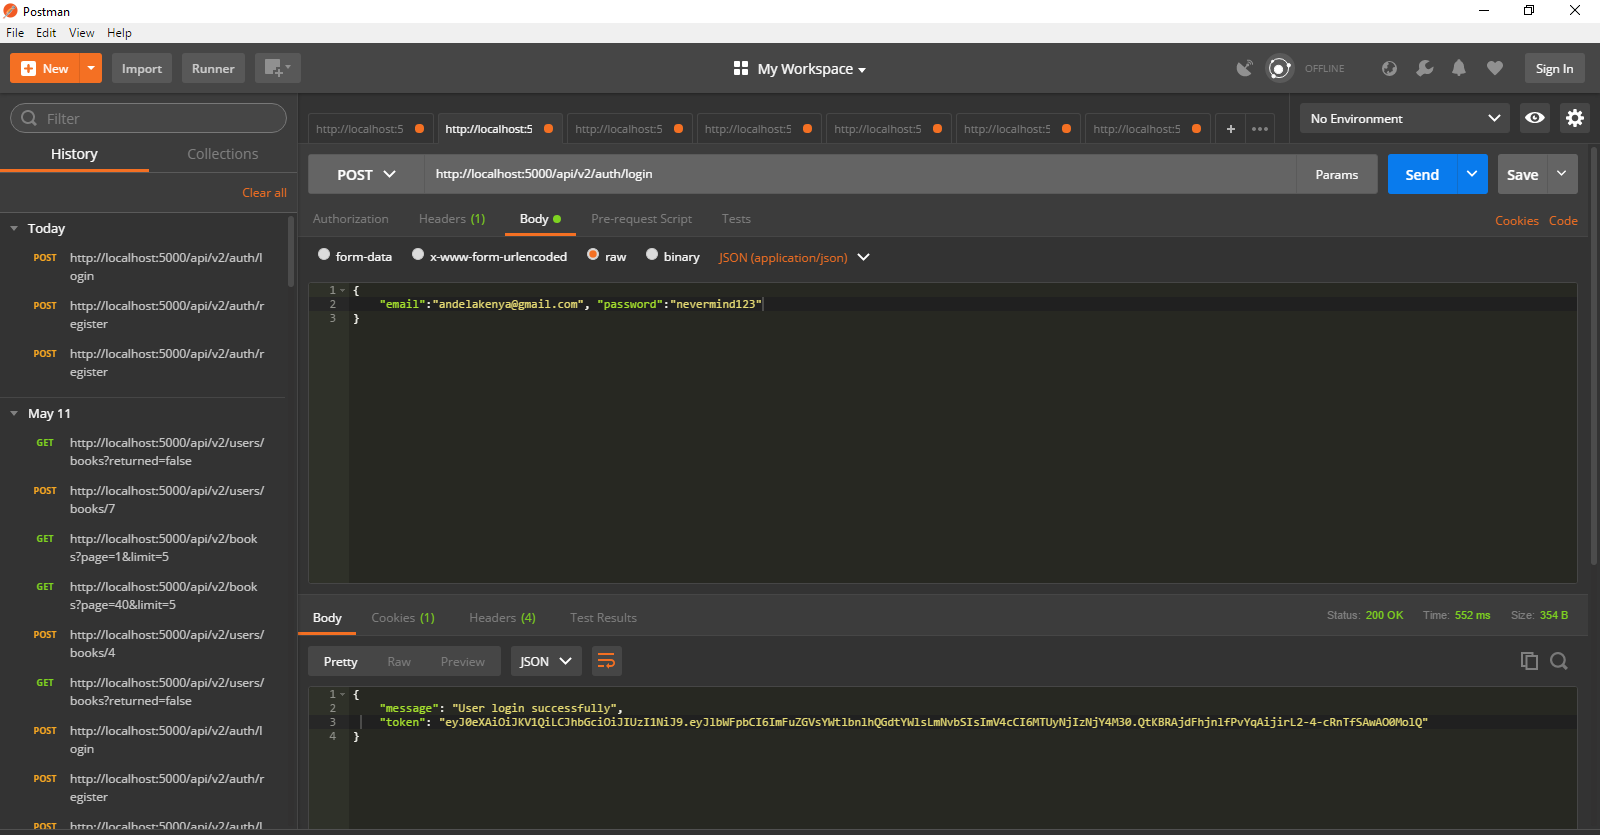 Postman
File Edit View Help
New
Import
Runner
My Workspace
OFFLINE
Sign In
Filter
History
Collections
Clear all
Today
POST http://localhost:5000/api/v2/auth/l
ogin
POST http://localhost:5000/api/v2/auth/r
egister
POST http://localhost:5000/api/v2/auth/r
egister
May 11
GET http://localhost:5000/api/v2/users/
books?returned=false
POST http://localhost:5000/api/v2/users/
books/7
GET http://localhost:5000/api/v2/book
s?page=1&limit=5
GET http://localhost:5000/api/v2/book
s?page=40&limit=5
POST http://localhost:5000/api/v2/users/
books/4
GET http://localhost:5000/api/v2/users/
books?returned=false
POST http://localhost:5000/api/v2/auth/l
ogin
POST http://localhost:5000/api/v2/auth/r
egister
POST http://localhost:5000/api/v2/auth/l
http://localhost:5 http://localhost:5 http://localhost:5 http://localhost:5 http://localhost:5 http://localhost:5 http://localhost:5 + •••
No Environment
POST http://localhost:5000/api/v2/auth/login Params Send Save
Authorization Headers (1) Body Pre-request Script Tests Cookies Code
form-data x-www-form-urlencoded raw binary JSON (application/json)
1 {
2 "email":"andelakenya@gmail.com", "password":"nevermind123"
3 }
Body Cookies (1) Headers (4) Test Results Status: 200 OK Time: 552 ms Size: 354 B
Pretty Raw Preview JSON
1 {
2 "message": "User login successfully",
3 "token": "eyJ0eXAiOiJKV1QiLCJhbGciOiJIUzI1NiJ9.eyJlbWFpbCI6ImFuZGVsYWtlbnlhQGdtYWlsLmNvbSIsImV4cCI6MTUyNjIzNjY4M30.QtKBRAjdFhjnlfPvYqAijirL2-4-cRnTfSAwAO0MolQ"
4 }